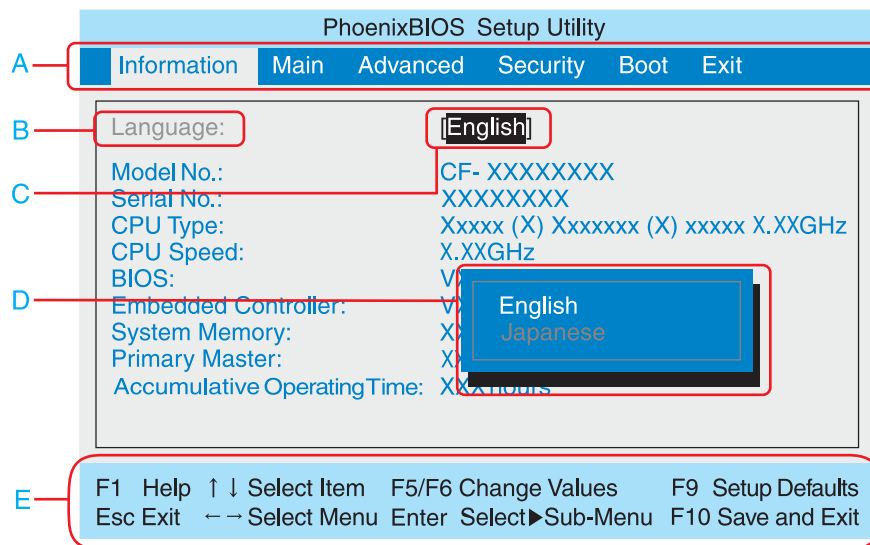 PhoenixBIOS Setup Utility
A
Information Main Advanced Security Boot Exit
B
Language: [English]
Model No.: CF- XXXXXXXX
C
Serial No.: XXXXXXXX
CPU Type: Xxxxx (X) Xxxxxxx (X) xxxxx X.XXGHz
CPU Speed: X.XXGHz
BIOS:
D
Embedded Controller:
English
System Memory:
Japanese
Primary Master:
Accumulative Operating Time: XXX hours
E
F1 Help ↑ ↓ Select Item F5/F6 Change Values F9 Setup Defaults
Esc Exit ← → Select Menu Enter Select▶Sub-Menu F10 Save and Exit